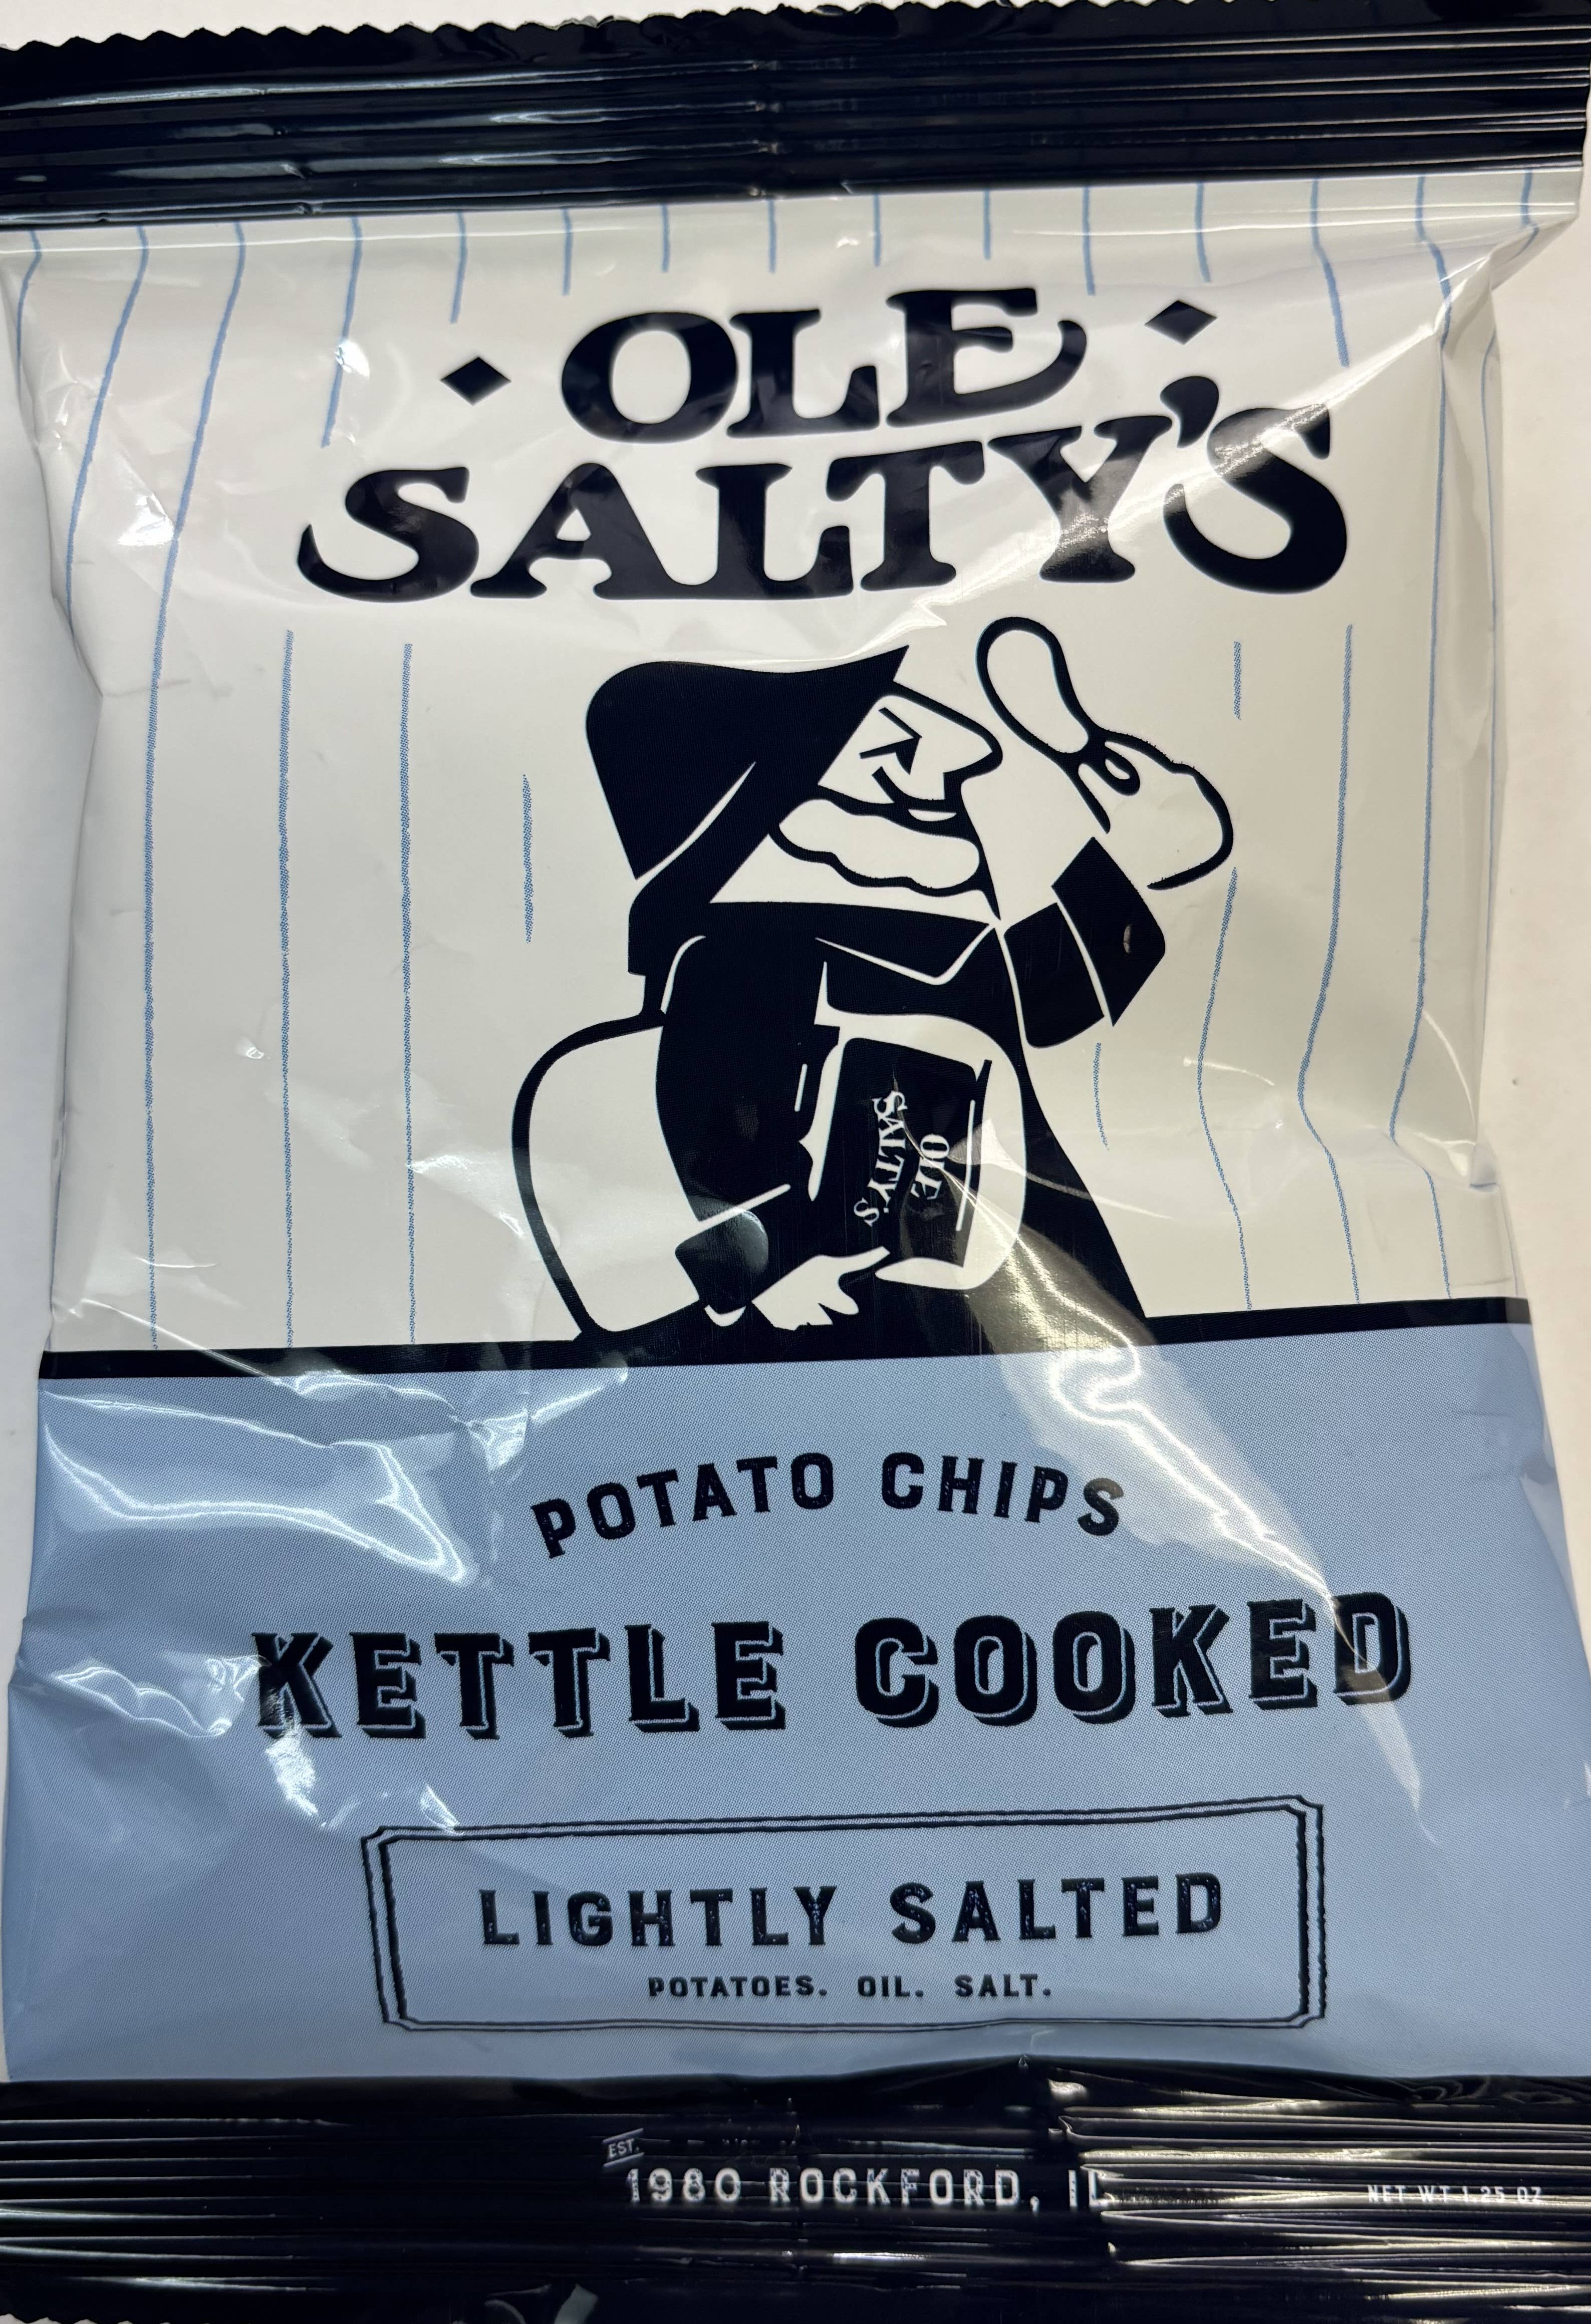 OLE
SALTY'S
OLE
SALTY'S
POTATO CHIPS
KETTLE COOKED
LIGHTLY SALTED
POTATOES. OIL. SALT.
EST.
1980 ROCKFORD, IL
NET WT 1.25 OZ